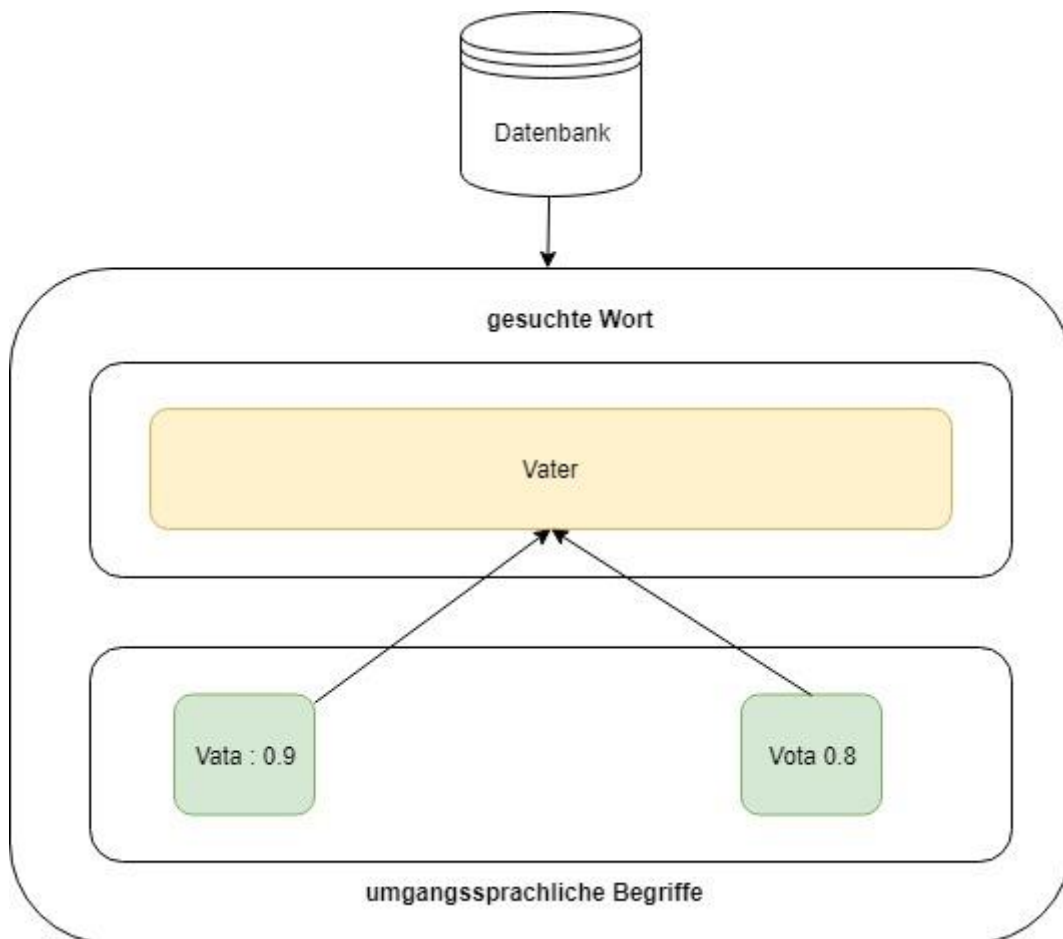 Datenbank
gesuchte Wort
Vater
Vata : 0.9
Vota 0.8
umgangssprachliche Begriffe